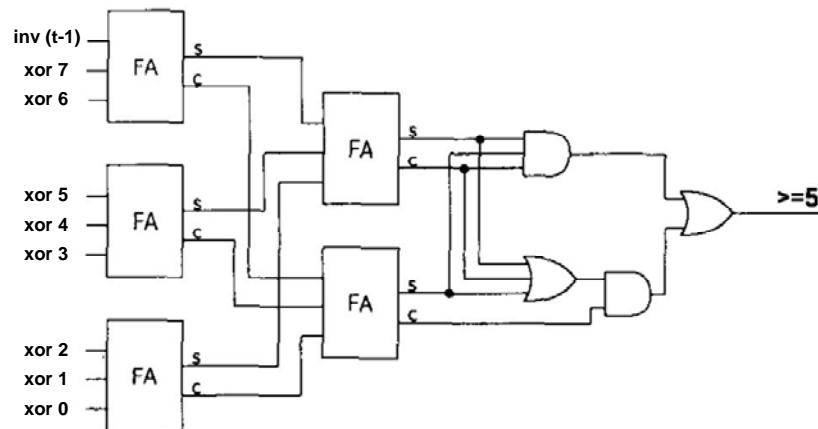 inv (t-1)
xor 7
xor 6
FA
S
C
xor 5
xor 4
xor 3
FA
S
C
xor 2
xor 1
xor 0
FA
S
C
FA
S
C
FA
S
C
>=5